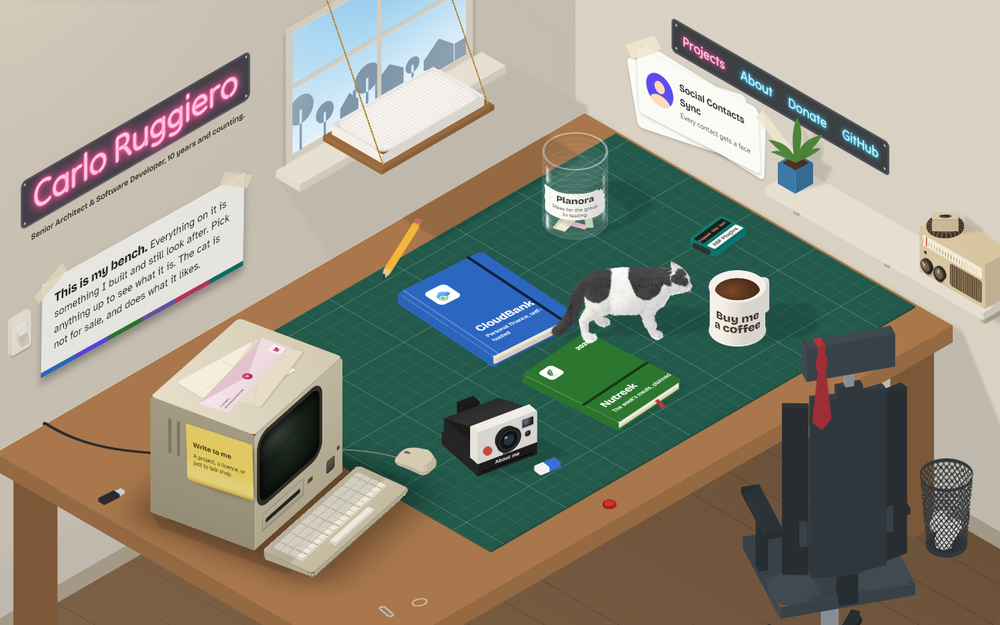 Carlo Ruggiero
Senior Architect & Software Developer, 10 years and counting.
This is my bench. Everything on it is
something I built and still look after. Pick
anything up to see what it is. The cat is
not for sale, and does what it likes.
Projects
About
Donate
GitHub
Social Contacts
Sync
Every contact gets a face
Planora
Ideas for the group
In testing.
CloudBank
Personal finance, self-
hosted
Buy me
a coffee
Nutreek
The week's meals, planned
About me
Write to me
A project, a licence, or
just to talk shop.